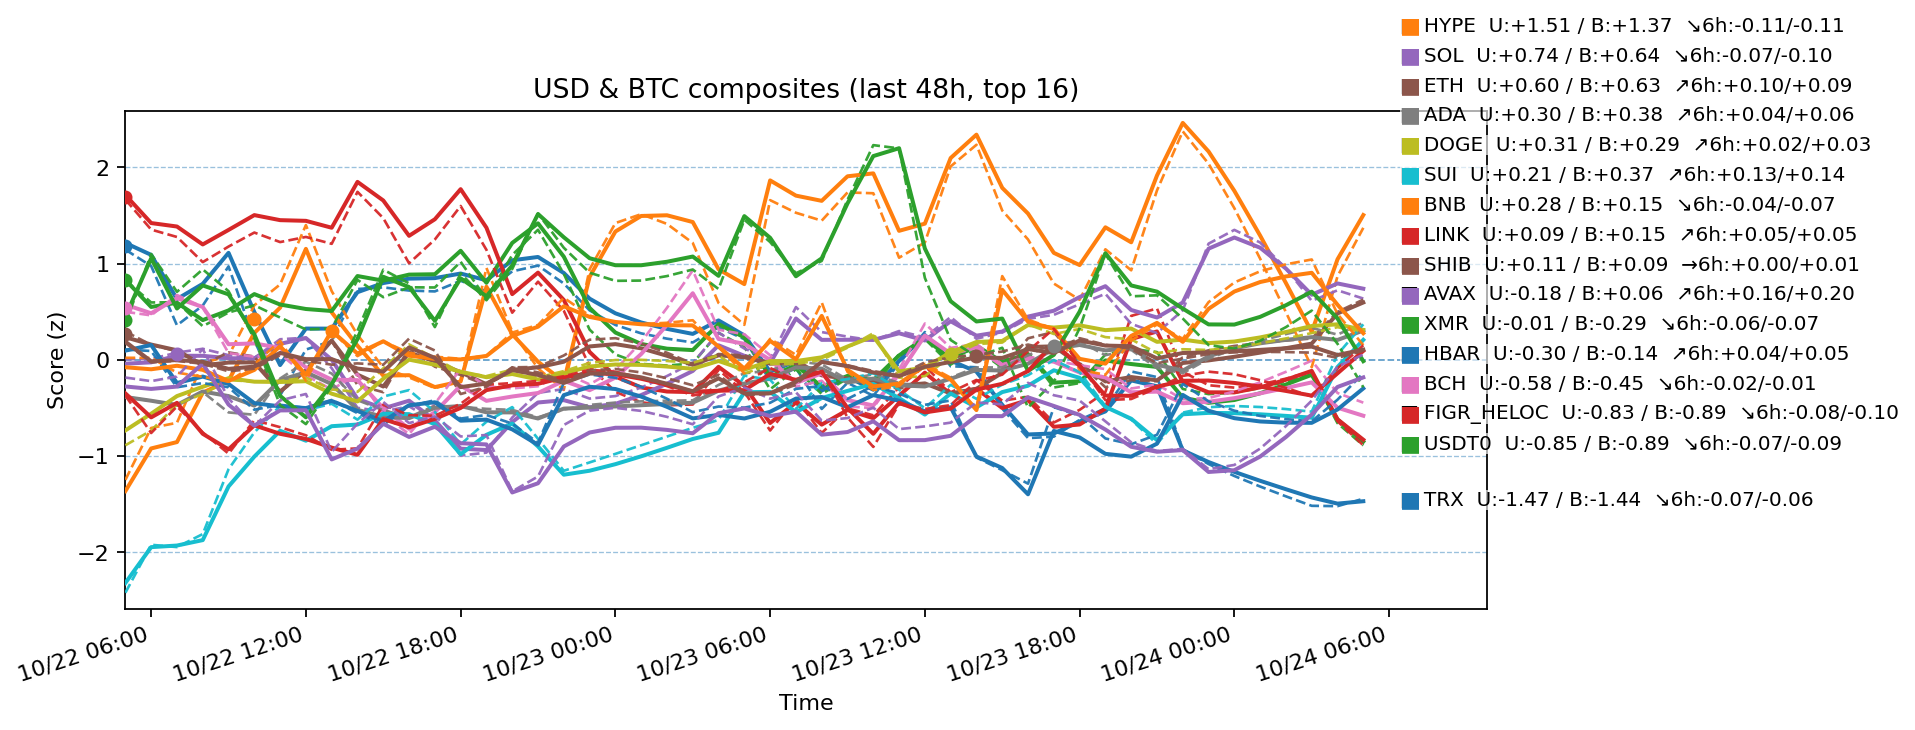 HYPE U:+1.51 / B:+1.37 ↘6h:-0.11/-0.11
SOL U:+0.74 / B:+0.64 ↘6h:-0.07/-0.10
USD & BTC composites (last 48h, top 16)
ETH U:+0.60 / B:+0.63 ↗6h:+0.10/+0.09
ADA U:+0.30 / B:+0.38 ↗6h:+0.04/+0.06
DOGE U:+0.31 / B:+0.29 ↗6h:+0.02/+0.03
SUI U:+0.21 / B:+0.37 ↗6h:+0.13/+0.14
BNB U:+0.28 / B:+0.15 ↘6h:-0.04/-0.07
LINK U:+0.09 / B:+0.15 ↗6h:+0.05/+0.05
SHIB U:+0.11 / B:+0.09 →6h:+0.00/+0.01
AVAX U:-0.18 / B:+0.06 ↗6h:+0.16/+0.20
XMR U:-0.01 / B:-0.29 ↘6h:-0.06/-0.07
HBAR U:-0.30 / B:-0.14 ↗6h:+0.04/+0.05
BCH U:-0.58 / B:-0.45 ↘6h:-0.02/-0.01
FIGR_HELOC U:-0.83 / B:-0.89 ↘6h:-0.08/-0.10
USDT0 U:-0.85 / B:-0.89 ↘6h:-0.07/-0.09
TRX U:-1.47 / B:-1.44 ↘6h:-0.07/-0.06
Score (z)
2
1
0
−1
−2
10/22 06:00
10/22 12:00
10/22 18:00
10/23 00:00
10/23 06:00
10/23 12:00
10/23 18:00
10/24 00:00
10/24 06:00
Time